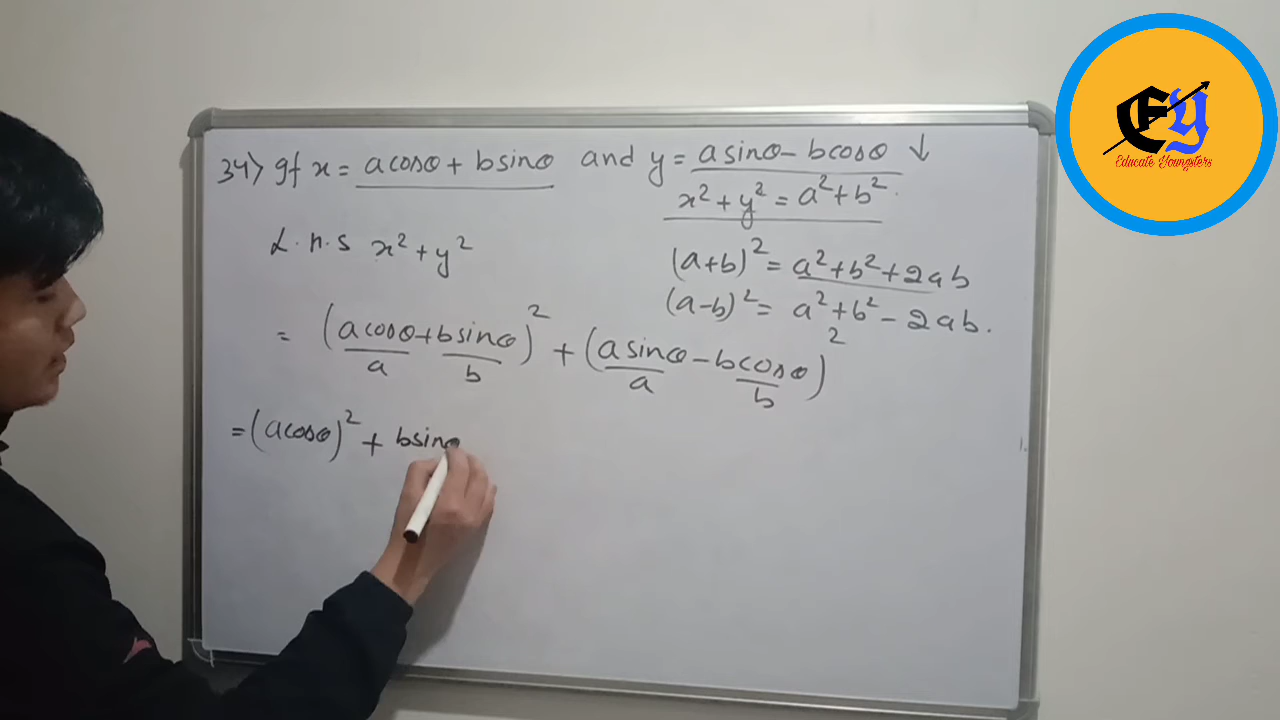 34> If x = acosθ + bsinθ and y = asinθ - bcosθ ↓
x² + y² = a² + b².
L.H.S x² + y²
(a+b)² = a² + b² + 2ab
(a-b)² = a² + b² - 2ab.
= (acosθ + bsinθ)² + (asinθ - bcosθ)²
a b a b
= (acosθ)² + bsinθ
EY
Educate Youngsters